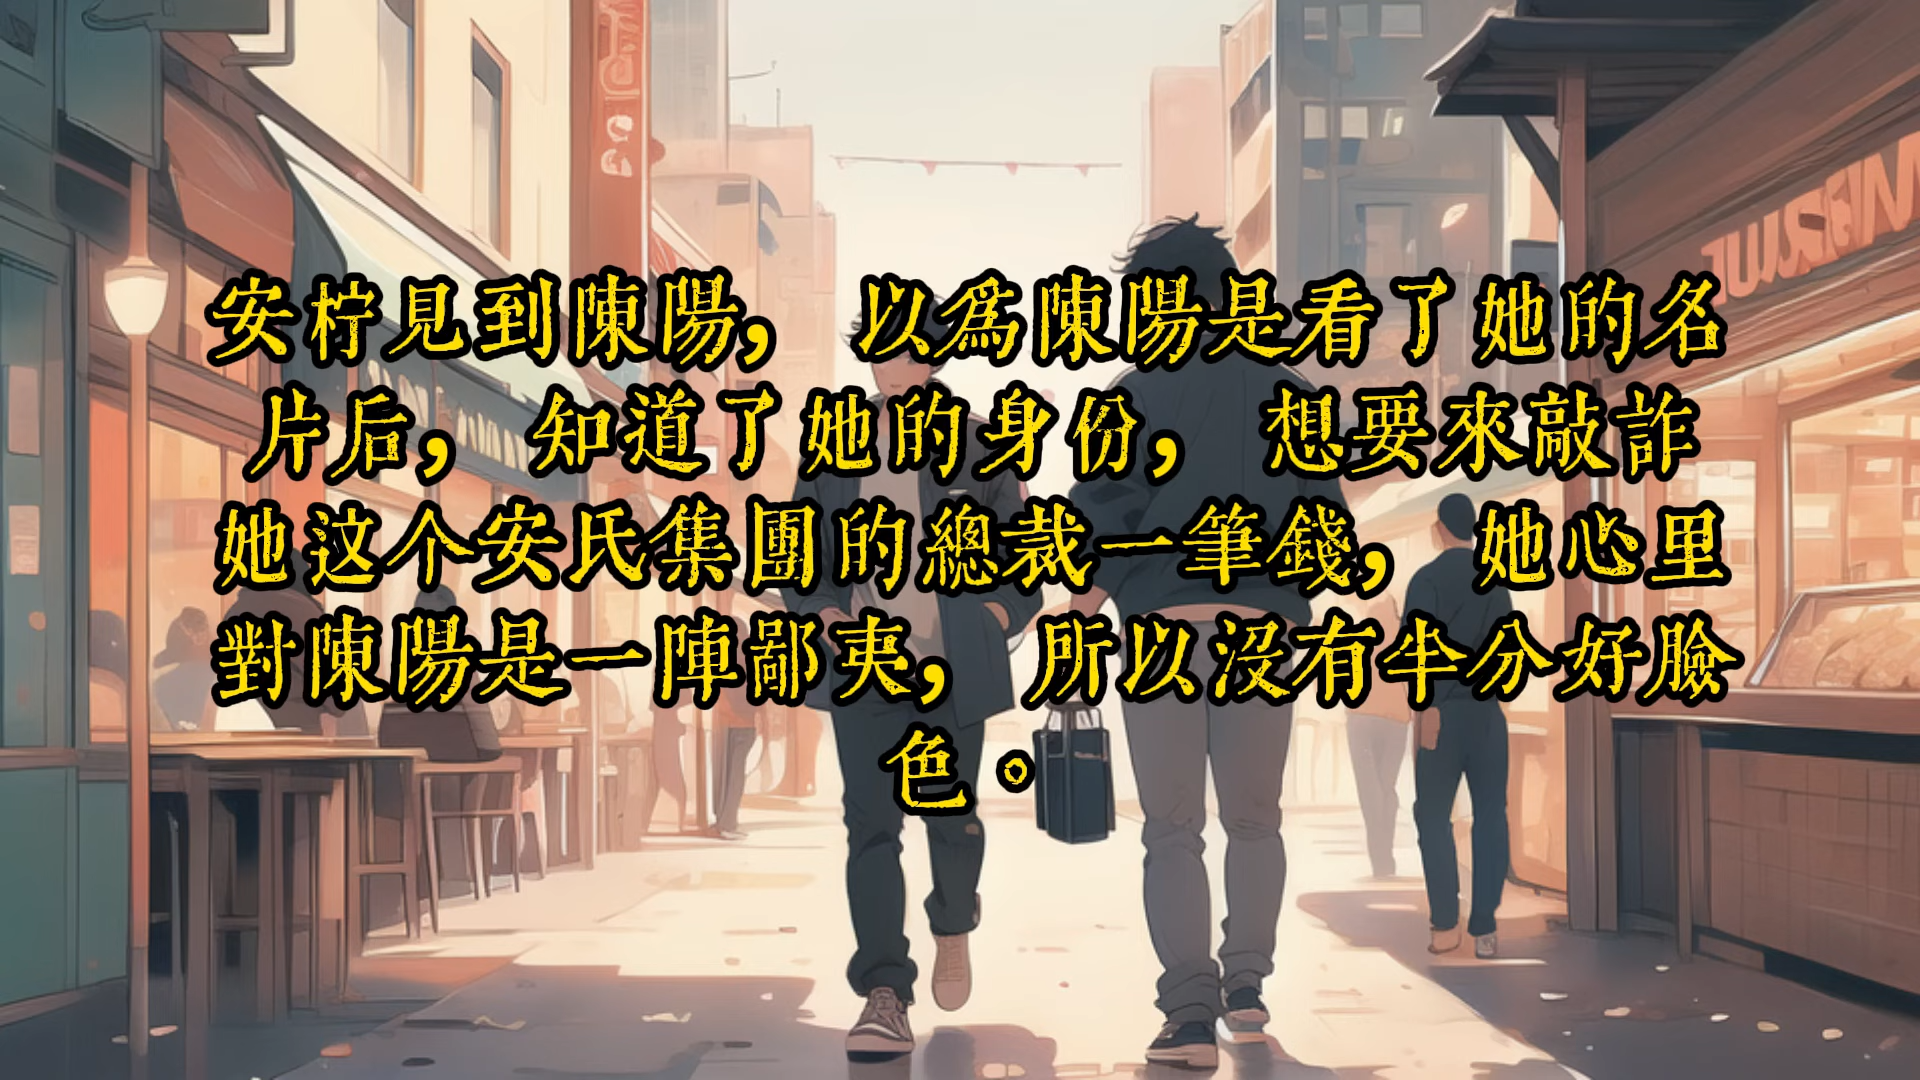 安柠見到陳陽，以爲陳陽是看了她的名
片后，知道了她的身份，想要來敲詐
她这个安氏集團的總裁一筆錢，她心里
對陳陽是一陣鄙夷，所以沒有半分好臉
色。